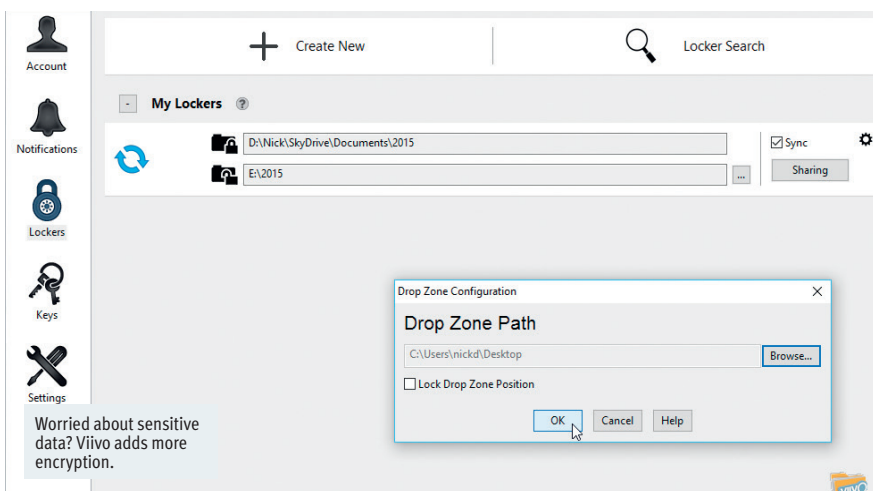 Account
Notifications
Lockers
Keys
Settings
Create New
Locker Search
- My Lockers ?
D:\Nick\SkyDrive\Documents\2015
E:\2015
...
Sync
Sharing
Drop Zone Configuration
Drop Zone Path
C:\Users\nickd\Desktop
Browse...
Lock Drop Zone Position
OK Cancel Help
Worried about sensitive
data? Viivo adds more
encryption.
VIIVO